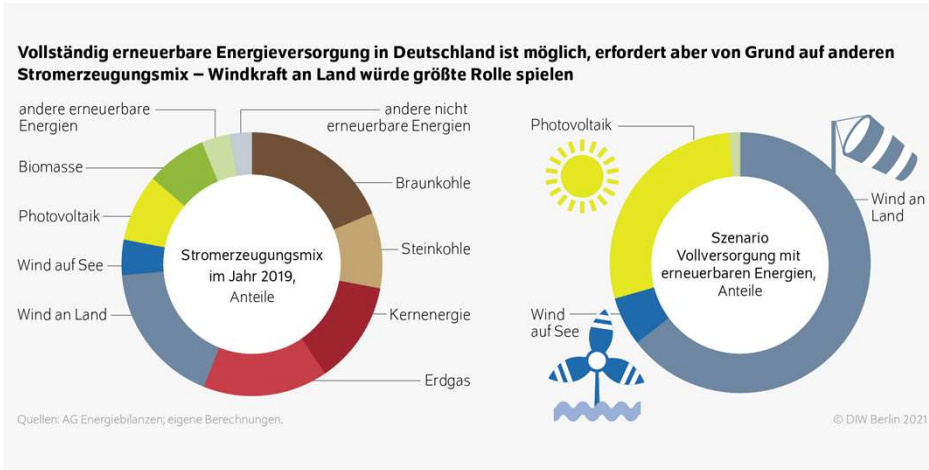 Vollständig erneuerbare Energieversorgung in Deutschland ist möglich, erfordert aber von Grund auf anderen
Stromerzeugungsmix – Windkraft an Land würde größte Rolle spielen
andere erneuerbare
Energien
andere nicht
erneuerbare Energien
Biomasse
Braunkohle
Photovoltaik
Steinkohle
Wind auf See
Stromerzeugungsmix
im Jahr 2019,
Anteile
Wind an Land
Kernenergie
Erdgas
Photovoltaik
Wind an
Land
Szenario
Vollversorgung mit
erneuerbaren Energien,
Anteile
Wind
auf See
Quellen: AG Energiebilanzen; eigene Berechnungen.
© DIW Berlin 2021